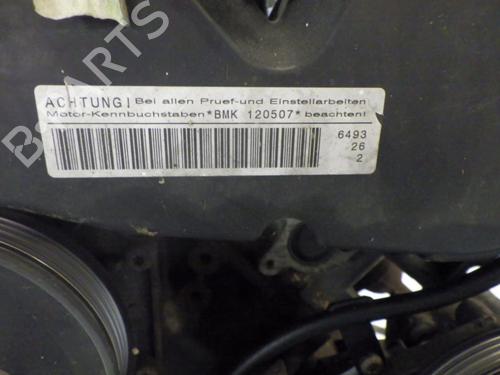 ACHTUNG! Bei allen Pruef-und Einstellarbeiten
Motor-Kennbuchstaben*BMK 120507* beachten!
6493
26
2